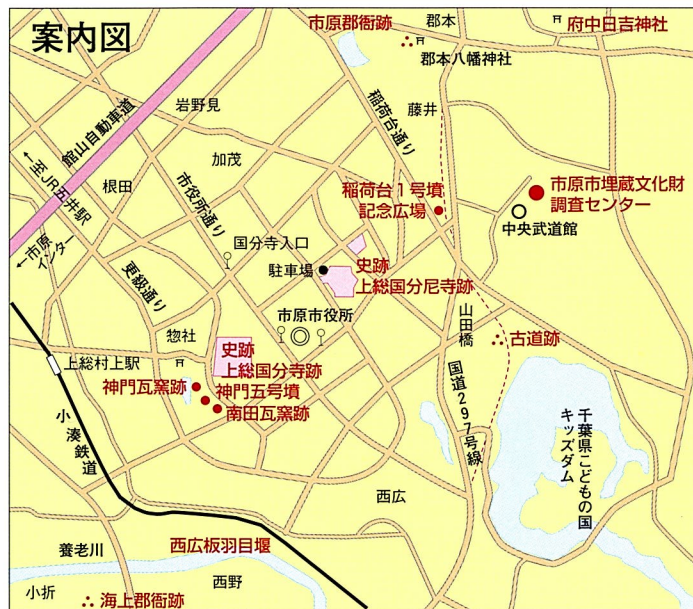 案内図
市原郡衙跡
郡本
府中日吉神社
郡本八幡神社
岩野見
稲荷台通り
藤井
館山自動車道
加茂
←至JR五井駅
根田
市役所通り
稲荷台1号墳
記念広場
市原市埋蔵文化財
調査センター
中央武道館
←市原
インター
国分寺入口
駐車場
史跡
上総国分尼寺跡
更級通り
山田橋
市原市役所
惣社
古道跡
史跡
上総国分寺跡
上総村上駅
神門瓦窯跡
神門五号墳
南田瓦窯跡
国道297号線
千葉県こどもの国
キッズダム
小湊鉄道
西広
養老川
西広板羽目堰
西野
小折
海上郡衙跡